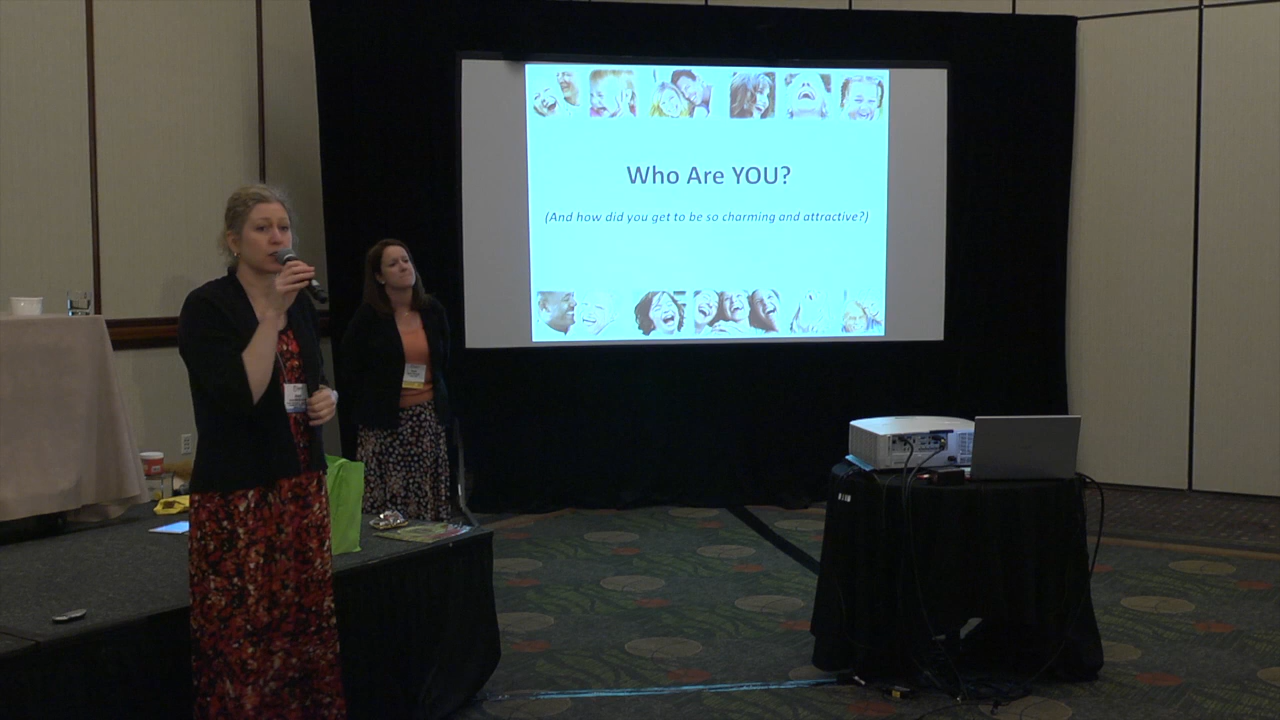 Who Are YOU?
(And how did you get to be so charming and attractive?)